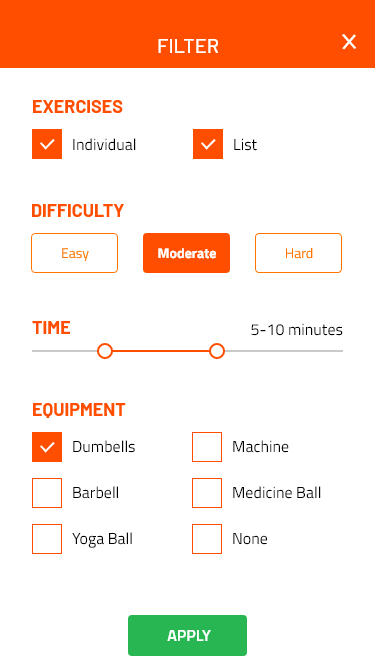 FILTER
EXERCISES
Individual
List
DIFFICULTY
Easy
Moderate
Hard
TIME
5-10 minutes
EQUIPMENT
Dumbells
Machine
Barbell
Medicine Ball
Yoga Ball
None
APPLY